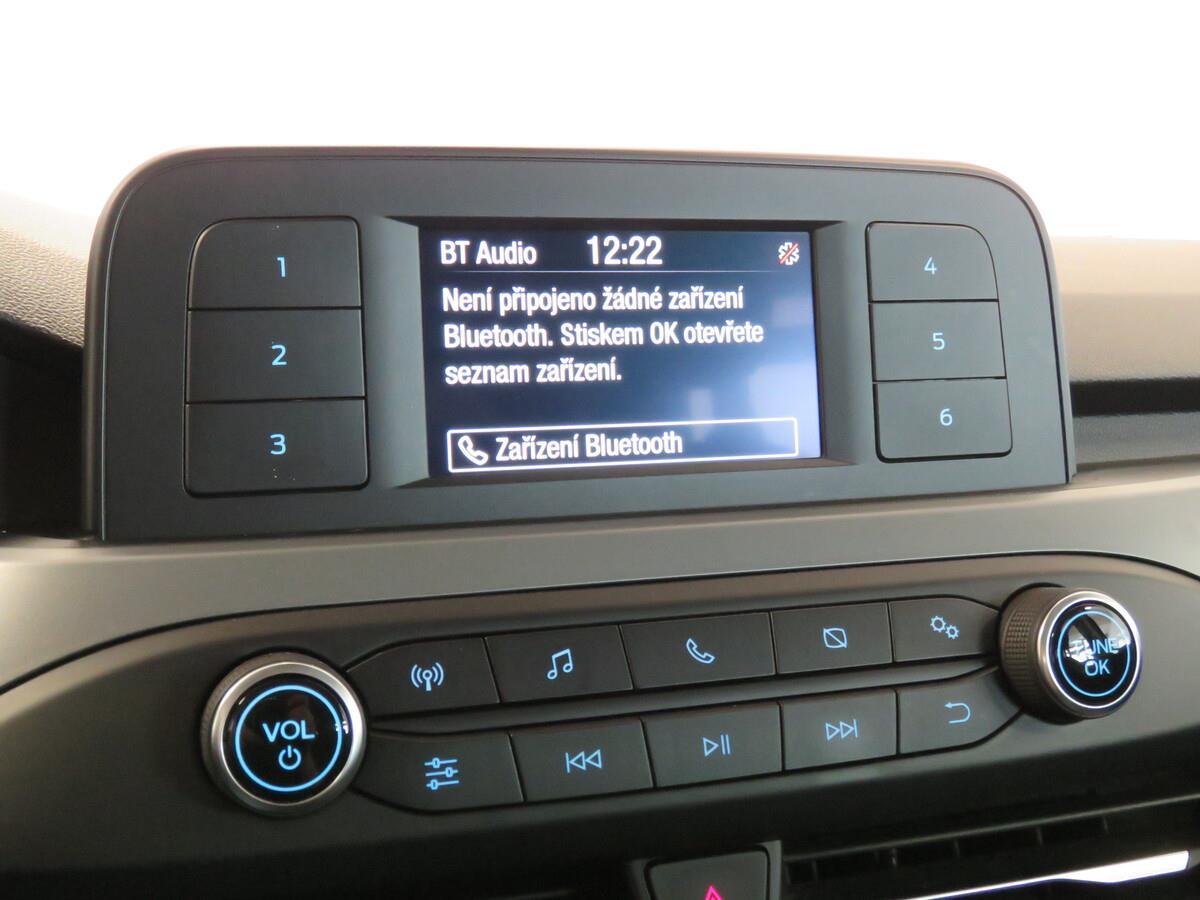 BT Audio 12:22
Není připojeno žádné zařízení
Bluetooth. Stiskem OK otevřete
seznam zařízení.
Zařízení Bluetooth
1
2
3
4
5
6
VOL
TUNE
OK